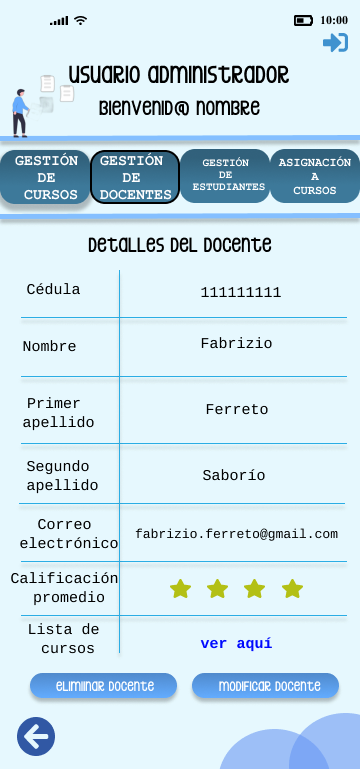 10:00
Usuario Administrador
Bienvenid@ Nombre
GESTIÓN
DE
CURSOS
GESTIÓN
DE
DOCENTES
GESTIÓN
DE
ESTUDIANTES
ASIGNACIÓN
A
CURSOS
Detalles del docente
Cédula
111111111
Nombre
Fabrizio
Primer
apellido
Ferreto
Segundo
apellido
Saborío
Correo
electrónico
fabrizio.ferreto@gmail.com
Calificación
promedio
Lista de
cursos
ver aquí
Elimiinar docente
Modificar docente